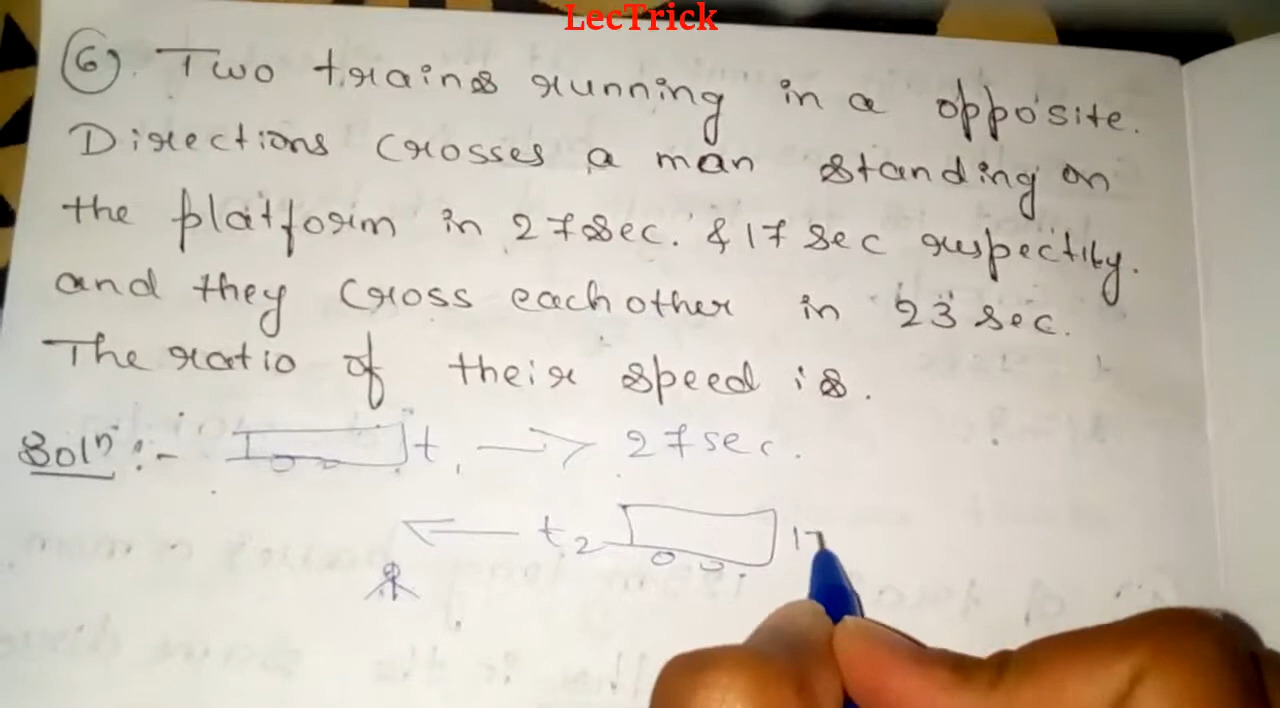 LecTrick
6). Two trains running in a opposite.
Directions crosses a man standing on
the platform in 27sec. & 17 sec respectily.
and they cross each other in 23 sec.
The ratio of their speed is.
Soln :- t1 → 27sec.
← t2 17